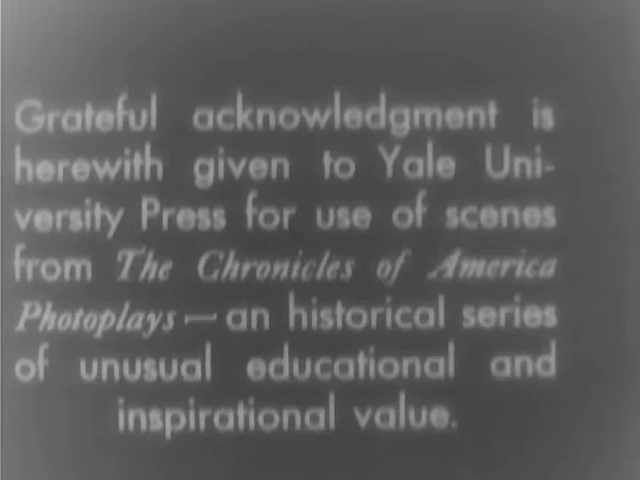 Grateful acknowledgment is
herewith given to Yale Uni-
versity Press for use of scenes
from The Chronicles of America
Photoplays — an historical series
of unusual educational and
inspirational value.